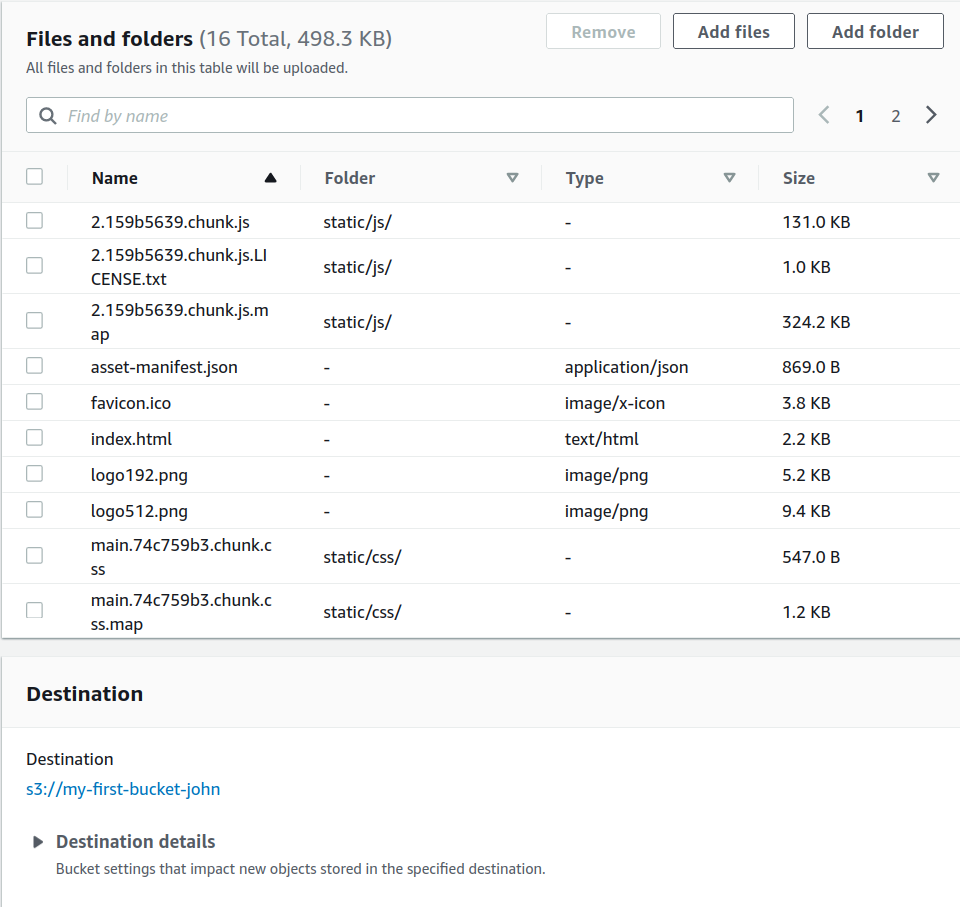 Files and folders (16 Total, 498.3 KB)
Remove
Add files
Add folder
All files and folders in this table will be uploaded.
Find by name
1 2
Name Folder Type Size
2.159b5639.chunk.js static/js/ - 131.0 KB
2.159b5639.chunk.js.LI
CENSE.txt static/js/ - 1.0 KB
2.159b5639.chunk.js.m
ap static/js/ - 324.2 KB
asset-manifest.json - application/json 869.0 B
favicon.ico - image/x-icon 3.8 KB
index.html - text/html 2.2 KB
logo192.png - image/png 5.2 KB
logo512.png - image/png 9.4 KB
main.74c759b3.chunk.c
ss static/css/ - 547.0 B
main.74c759b3.chunk.c
ss.map static/css/ - 1.2 KB
Destination
Destination
s3://my-first-bucket-john
Destination details
Bucket settings that impact new objects stored in the specified destination.